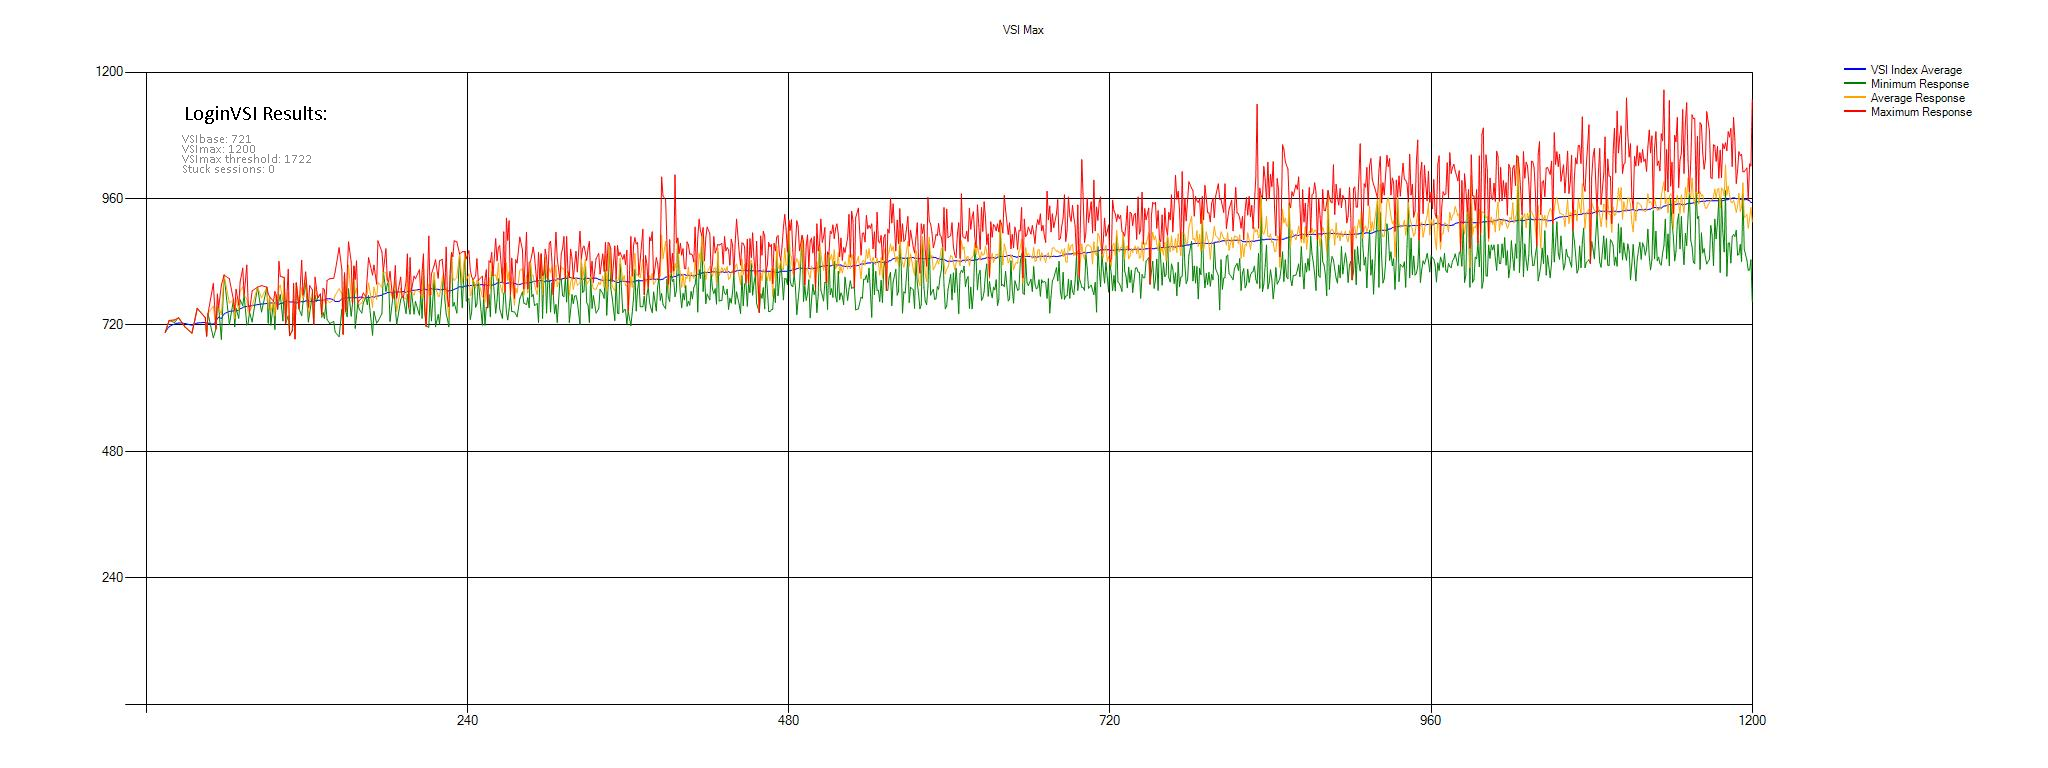 VSI Max
1200
960
720
480
240
LoginVSI Results:
VSIbase: 721
VSImax: 1200
VSImax threshold: 1722
Stuck sessions: 0
VSI Index Average
Minimum Response
Average Response
Maximum Response
240 480 720 960 1200